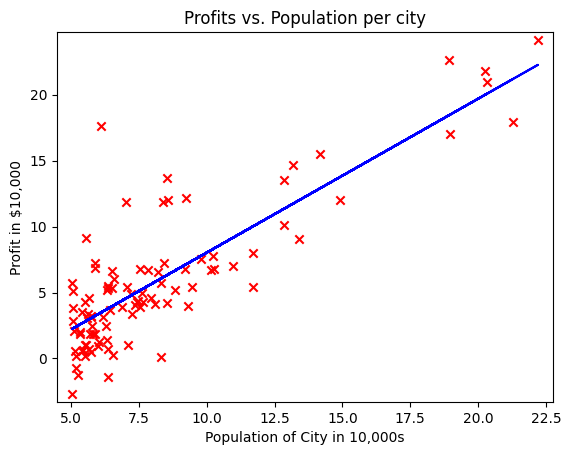 Profits vs. Population per city
Profit in $10,000
20
15
10
5
0
5.0 7.5 10.0 12.5 15.0 17.5 20.0 22.5
Population of City in 10,000s